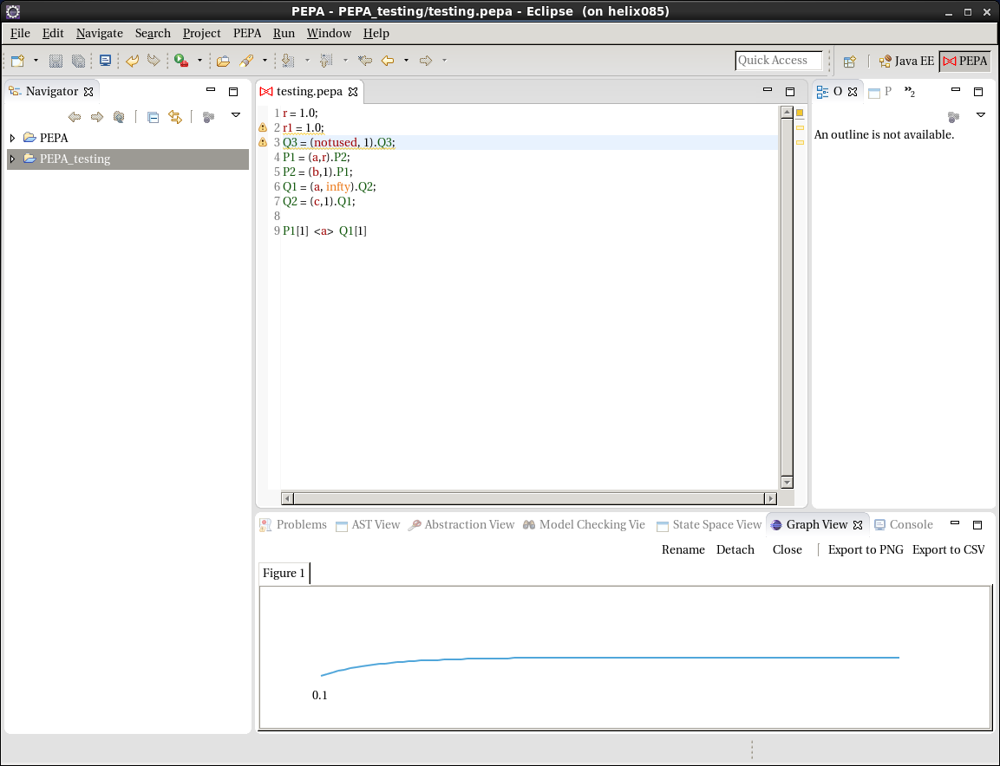 PEPA - PEPA_testing/testing.pepa - Eclipse (on helix085)
File Edit Navigate Search Project PEPA Run Window Help
Quick Access Java EE PEPA
Navigator
PEPA
PEPA_testing
testing.pepa
1 r = 1.0;
2 r1 = 1.0;
3 Q3 = (notused, 1).Q3;
4 P1 = (a,r).P2;
5 P2 = (b,1).P1;
6 Q1 = (a, infty).Q2;
7 Q2 = (c,1).Q1;
8
9 P1[1] <a> Q1[1]
O P »2
An outline is not available.
Problems AST View Abstraction View Model Checking Vie State Space View Graph View Console
Rename Detach Close Export to PNG Export to CSV
Figure 1
0.1